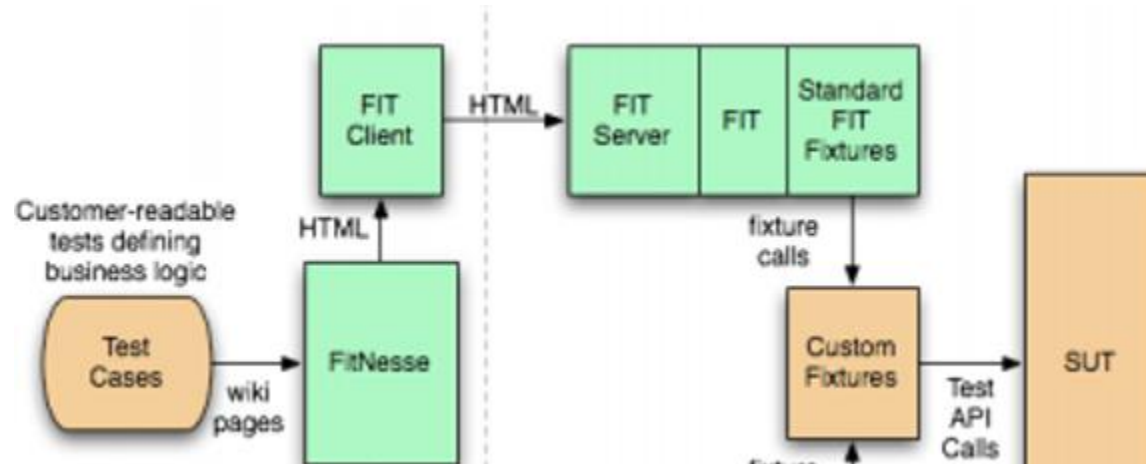 FIT
Client
HTML
FIT
Server
FIT
Standard
FIT
Fixtures
Customer-readable
tests defining
business logic
HTML
fixture
calls
Test
Cases
wiki
pages
FitNesse
Custom
Fixtures
Test
API
Calls
SUT